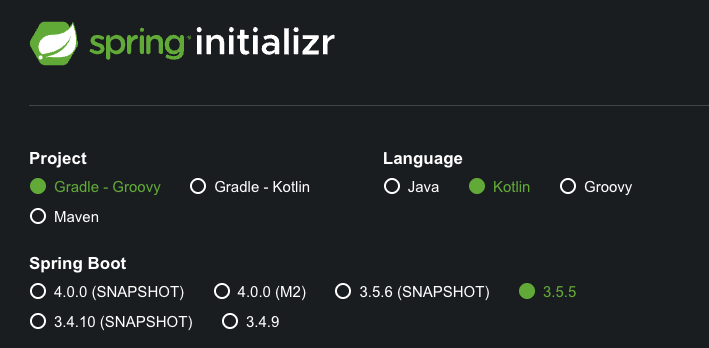 spring initializr
Project
Gradle - Groovy
Gradle - Kotlin
Maven
Language
Java
Kotlin
Groovy
Spring Boot
4.0.0 (SNAPSHOT)
4.0.0 (M2)
3.5.6 (SNAPSHOT)
3.5.5
3.4.10 (SNAPSHOT)
3.4.9